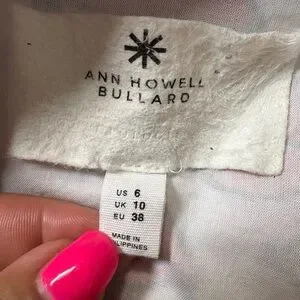 ANN HOWELL
BULLARD
US 6
UK 10
EU 38
MADE IN
PHILIPPINES